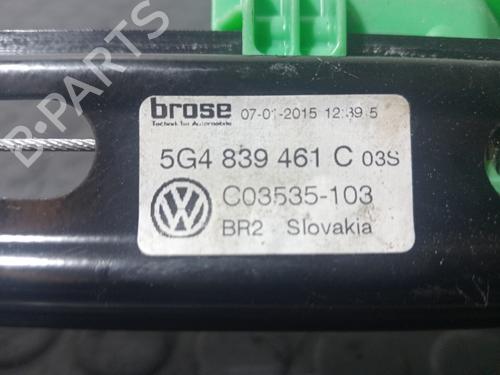 brose 07-01-2015 12:39 5
Technik für Automobile
5G4 839 461 C 03S
C03535-103
BR2 Slovakia
B-PARTS